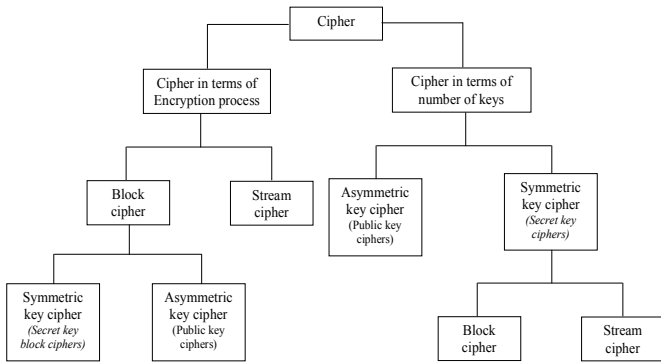 Cipher
Cipher in terms of
Encryption process
Cipher in terms of
number of keys
Block
cipher
Stream
cipher
Asymmetric
key cipher
(Public key
ciphers)
Symmetric
key cipher
(Secret key
ciphers)
Symmetric
key cipher
(Secret key
block ciphers)
Asymmetric
key cipher
(Public key
ciphers)
Block
cipher
Stream
cipher